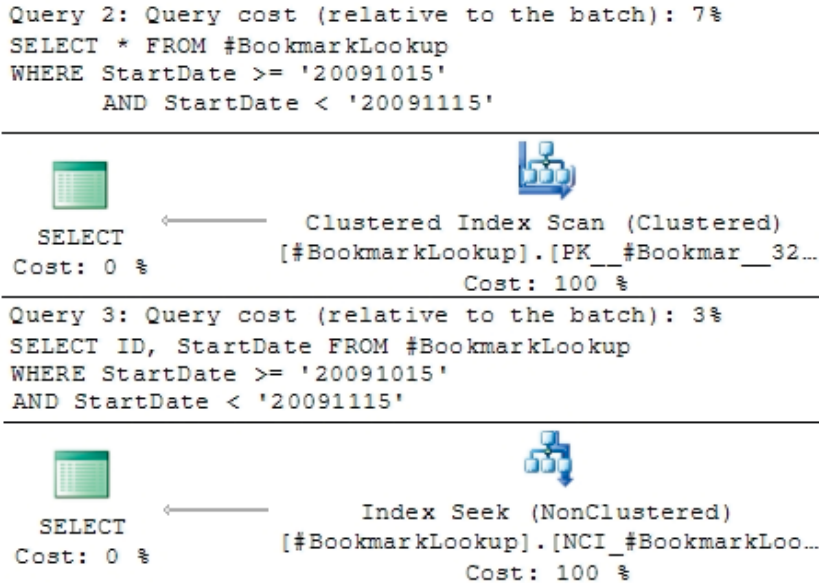 Query 2: Query cost (relative to the batch): 7%
SELECT * FROM #BookmarkLookup
WHERE StartDate >= '20091015'
AND StartDate < '20091115'
SELECT
Cost: 0 %
Clustered Index Scan (Clustered)
[#BookmarkLookup].[PK__#Bookmar__32…
Cost: 100 %
Query 3: Query cost (relative to the batch): 3%
SELECT ID, StartDate FROM #BookmarkLookup
WHERE StartDate >= '20091015'
AND StartDate < '20091115'
SELECT
Cost: 0 %
Index Seek (NonClustered)
[#BookmarkLookup].[NCI_#BookmarkLoo…
Cost: 100 %